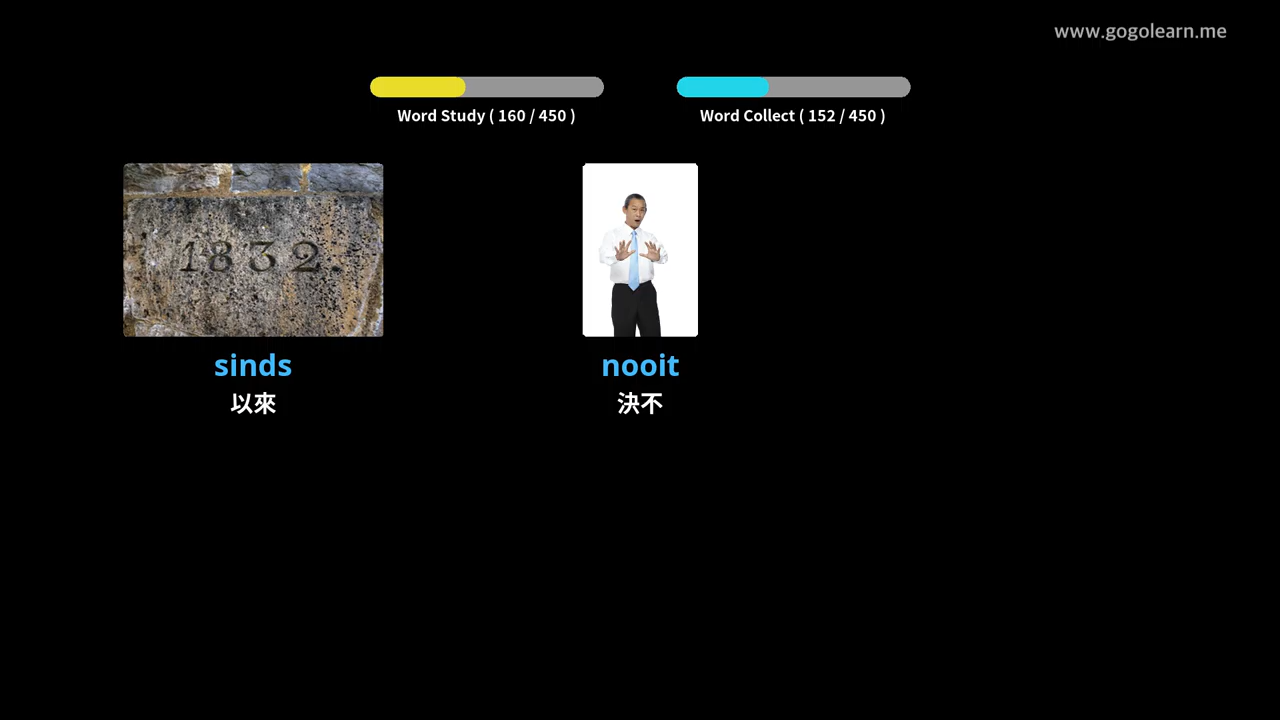 www.gogolearn.me
Word Study ( 160 / 450 )
Word Collect ( 152 / 450 )
1832.
sinds
以來
nooit
決不